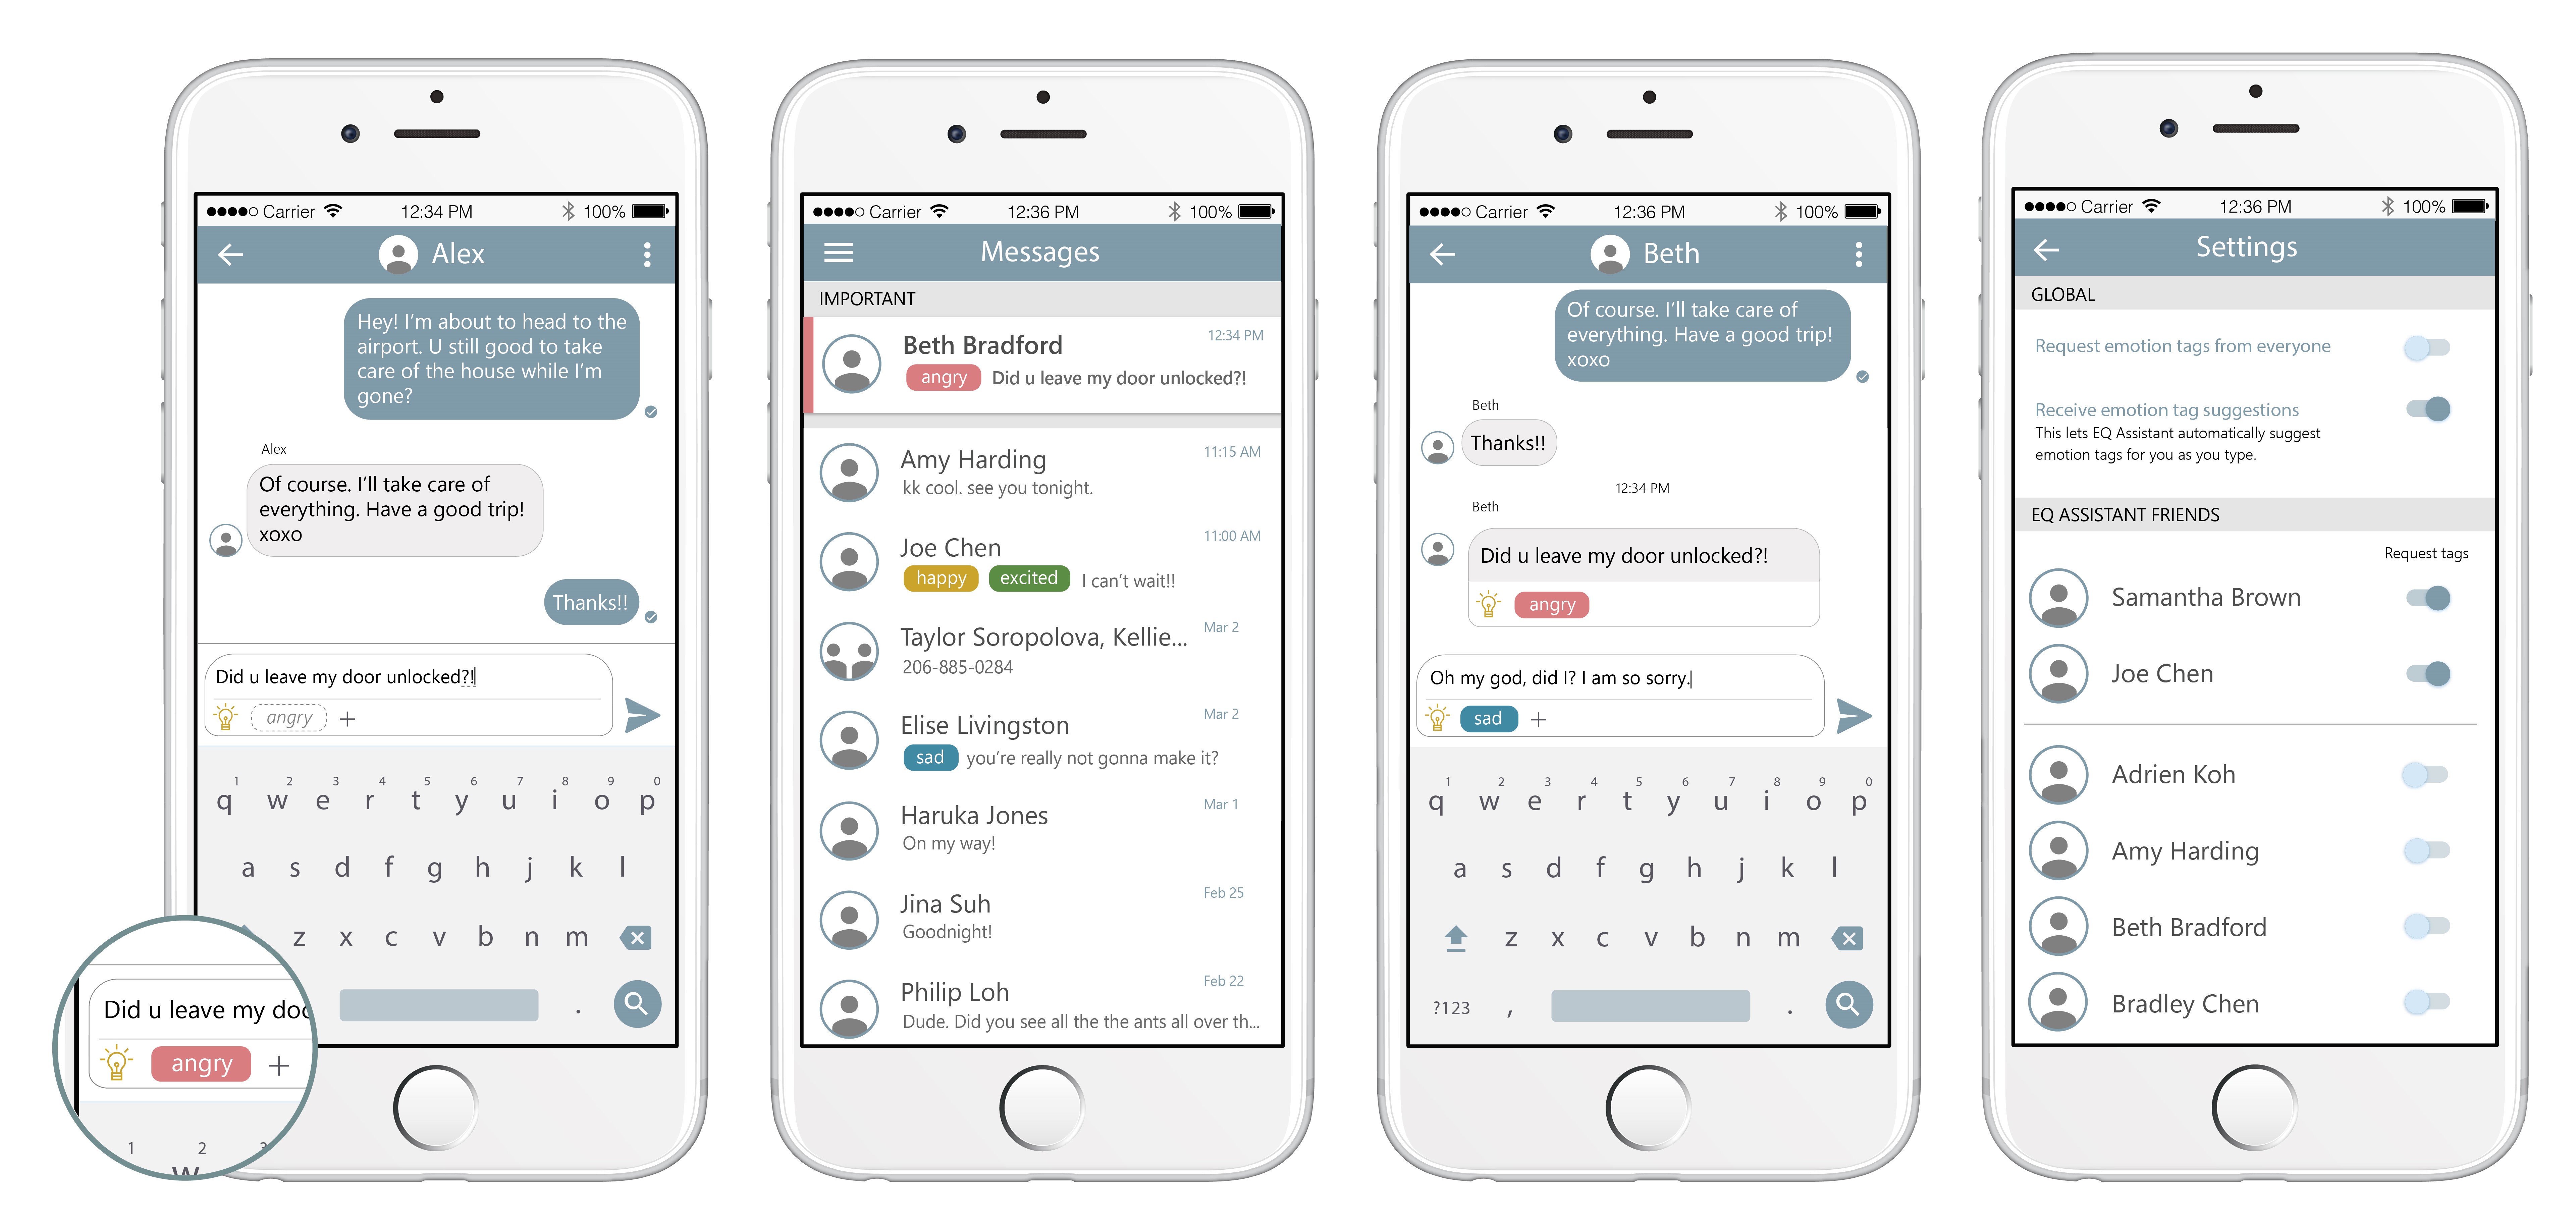 Carrier 12:34 PM 100%
Alex
Hey! I'm about to head to the
airport. U still good to take
care of the house while I'm
gone?
Alex
Of course. I'll take care of
everything. Have a good trip!
xoxo
Thanks!!
Did u leave my door unlocked?!
angry +
1 2 3 4 5 6 7 8 9 0
q w e r t y u i o p
a s d f g h j k l
z x c v b n m
.
Did u leave my doo
angry +
1 2 3
w
Carrier 12:36 PM 100%
Messages
IMPORTANT
Beth Bradford 12:34 PM
angry Did u leave my door unlocked?!
Amy Harding 11:15 AM
kk cool. see you tonight.
Joe Chen 11:00 AM
happy excited I can't wait!!
Taylor Soropolova, Kellie... Mar 2
206-885-0284
Elise Livingston Mar 2
sad you're really not gonna make it?
Haruka Jones Mar 1
On my way!
Jina Suh Feb 25
Goodnight!
Philip Loh Feb 22
Dude. Did you see all the the ants all over th...
Carrier 12:36 PM 100%
Beth
Of course. I'll take care of
everything. Have a good trip!
xoxo
Beth
Thanks!!
12:34 PM
Beth
Did u leave my door unlocked?!
angry
Oh my god, did I? I am so sorry.
sad +
1 2 3 4 5 6 7 8 9 0
q w e r t y u i o p
a s d f g h j k l
z x c v b n m
?123 , .
Carrier 12:36 PM 100%
Settings
GLOBAL
Request emotion tags from everyone
Receive emotion tag suggestions
This lets EQ Assistant automatically suggest
emotion tags for you as you type.
EQ ASSISTANT FRIENDS
Request tags
Samantha Brown
Joe Chen
Adrien Koh
Amy Harding
Beth Bradford
Bradley Chen